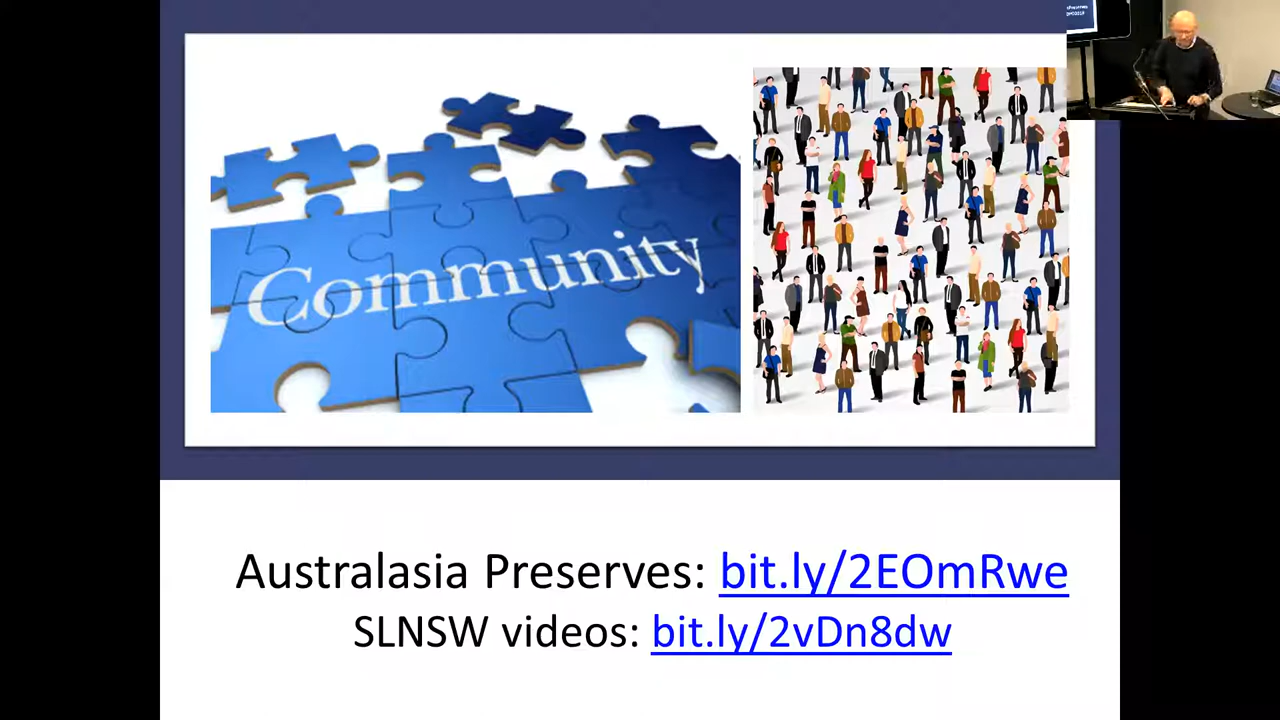 Community
Australasia Preserves: bit.ly/2EOmRwe
SLNSW videos: bit.ly/2vDn8dw